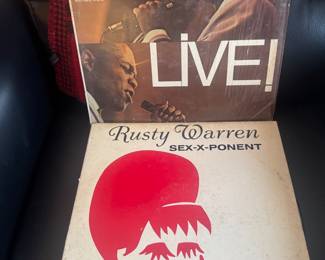 LiVE!
Rusty Warren
SEX-X-PONENT